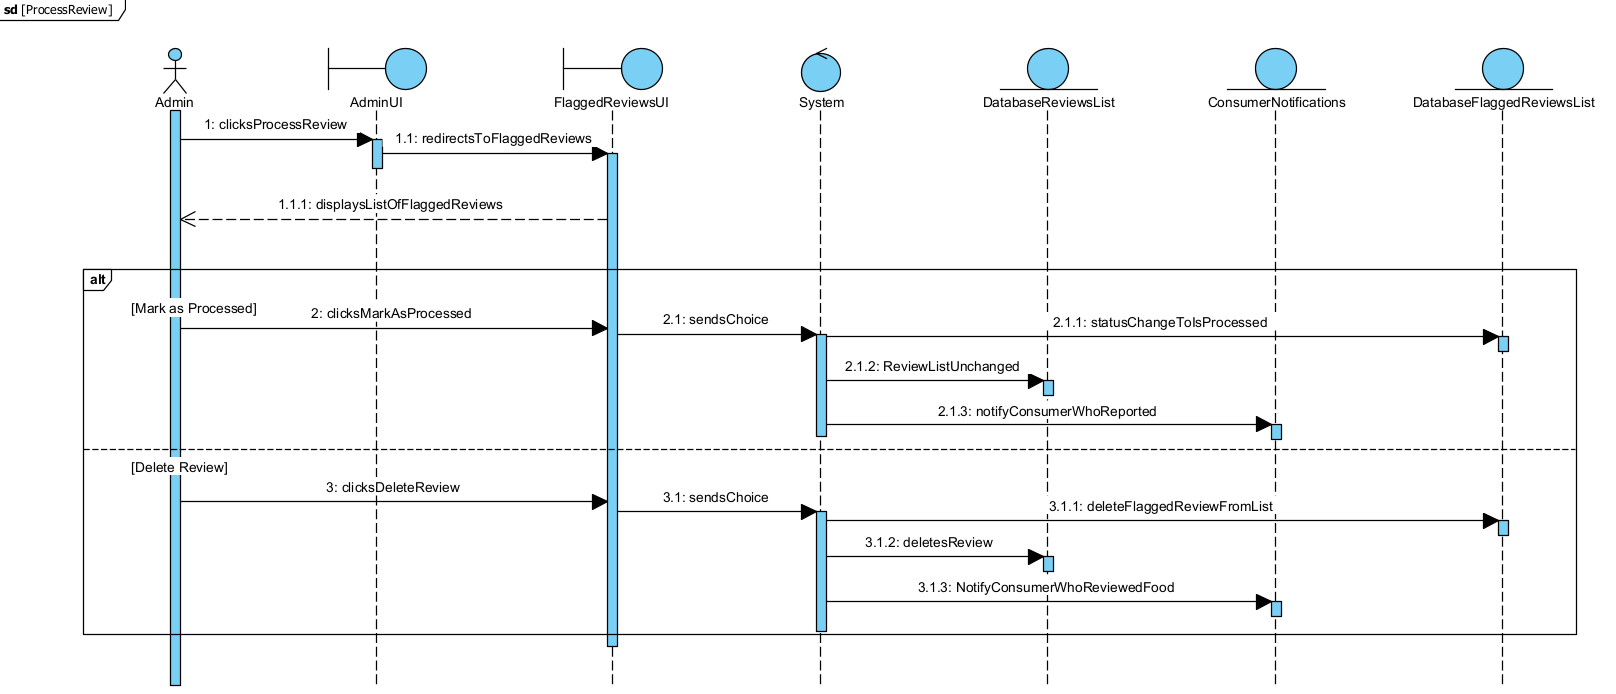 sd [ProcessReview]
Admin
AdminUI
FlaggedReviewsUI
System
DatabaseReviewsList
ConsumerNotifications
DatabaseFlaggedReviewsList
1: clicksProcessReview
1.1: redirectsToFlaggedReviews
1.1.1: displaysListOfFlaggedReviews
alt
[Mark as Processed]
2: clicksMarkAsProcessed
2.1: sendsChoice
2.1.1: statusChangeToIsProcessed
2.1.2: ReviewListUnchanged
2.1.3: notifyConsumerWhoReported
[Delete Review]
3: clicksDeleteReview
3.1: sendsChoice
3.1.1: deleteFlaggedReviewFromList
3.1.2: deletesReview
3.1.3: NotifyConsumerWhoReviewedFood